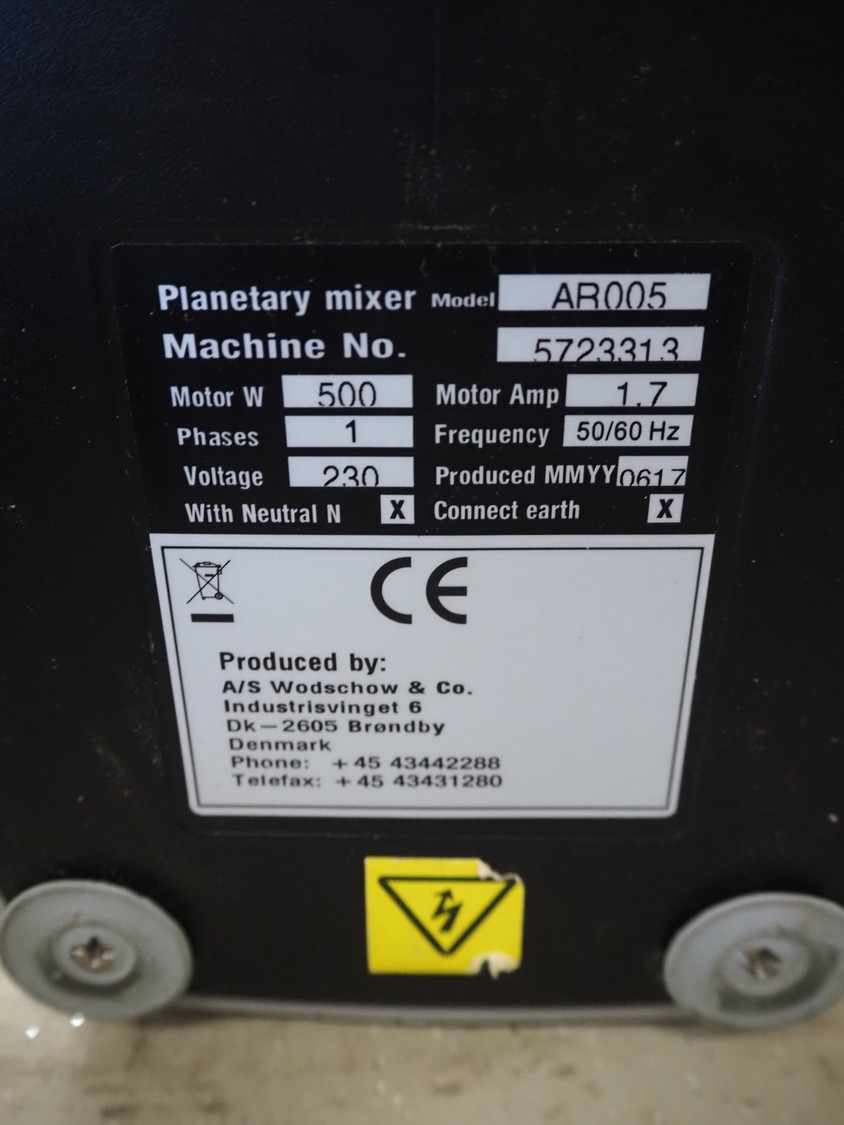 Planetary mixer Model AR005
Machine No. 5723313
Motor W 500 Motor Amp 1.7
Phases 1 Frequency 50/60 Hz
Voltage 230 Produced MMYY 0617
With Neutral N X Connect earth X
CE
Produced by:
A/S Wodschow & Co.
Industrisvinget 6
Dk-2605 Brøndby
Denmark
Phone: +45 43442288
Telefax: +45 43431280